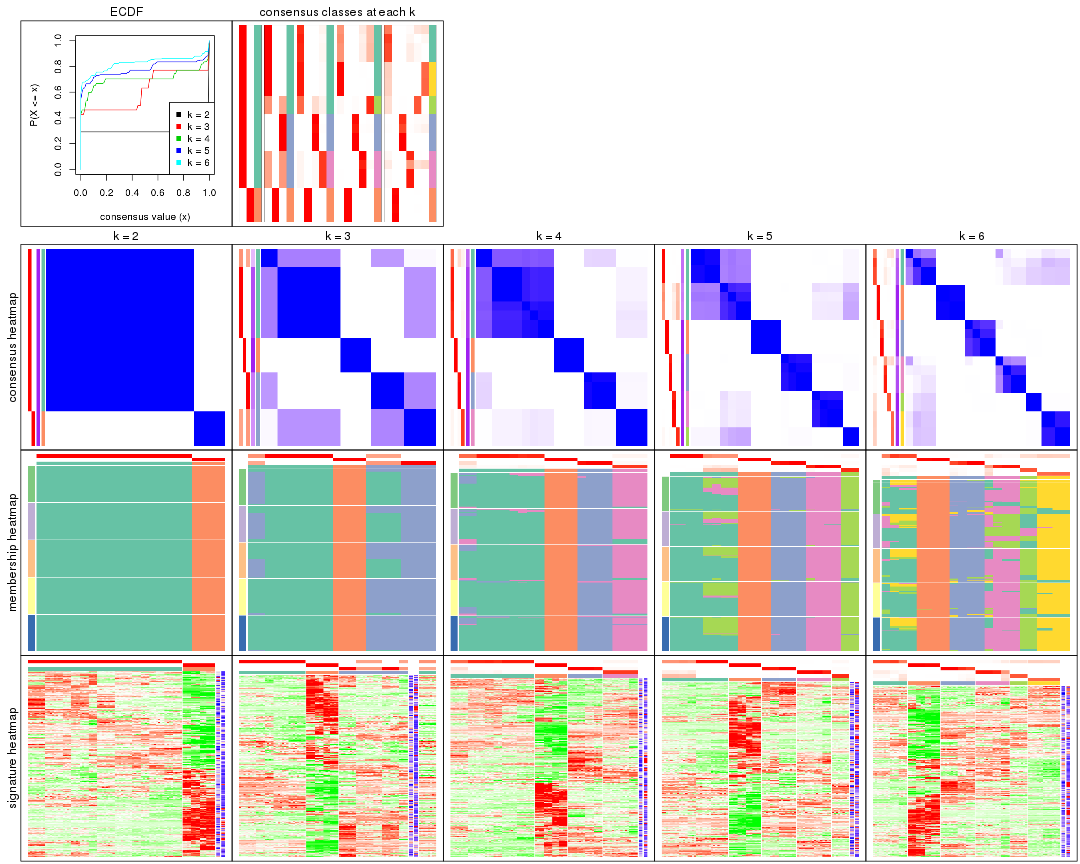 ECDF
consensus classes at each k
P(X <= x)
0.0 0.2 0.4 0.6 0.8 1.0
k = 2
k = 3
k = 4
k = 5
k = 6
0.0 0.2 0.4 0.6 0.8 1.0
consensus value (x)
k = 2
k = 3
k = 4
k = 5
k = 6
consensus heatmap
membership heatmap
signature heatmap